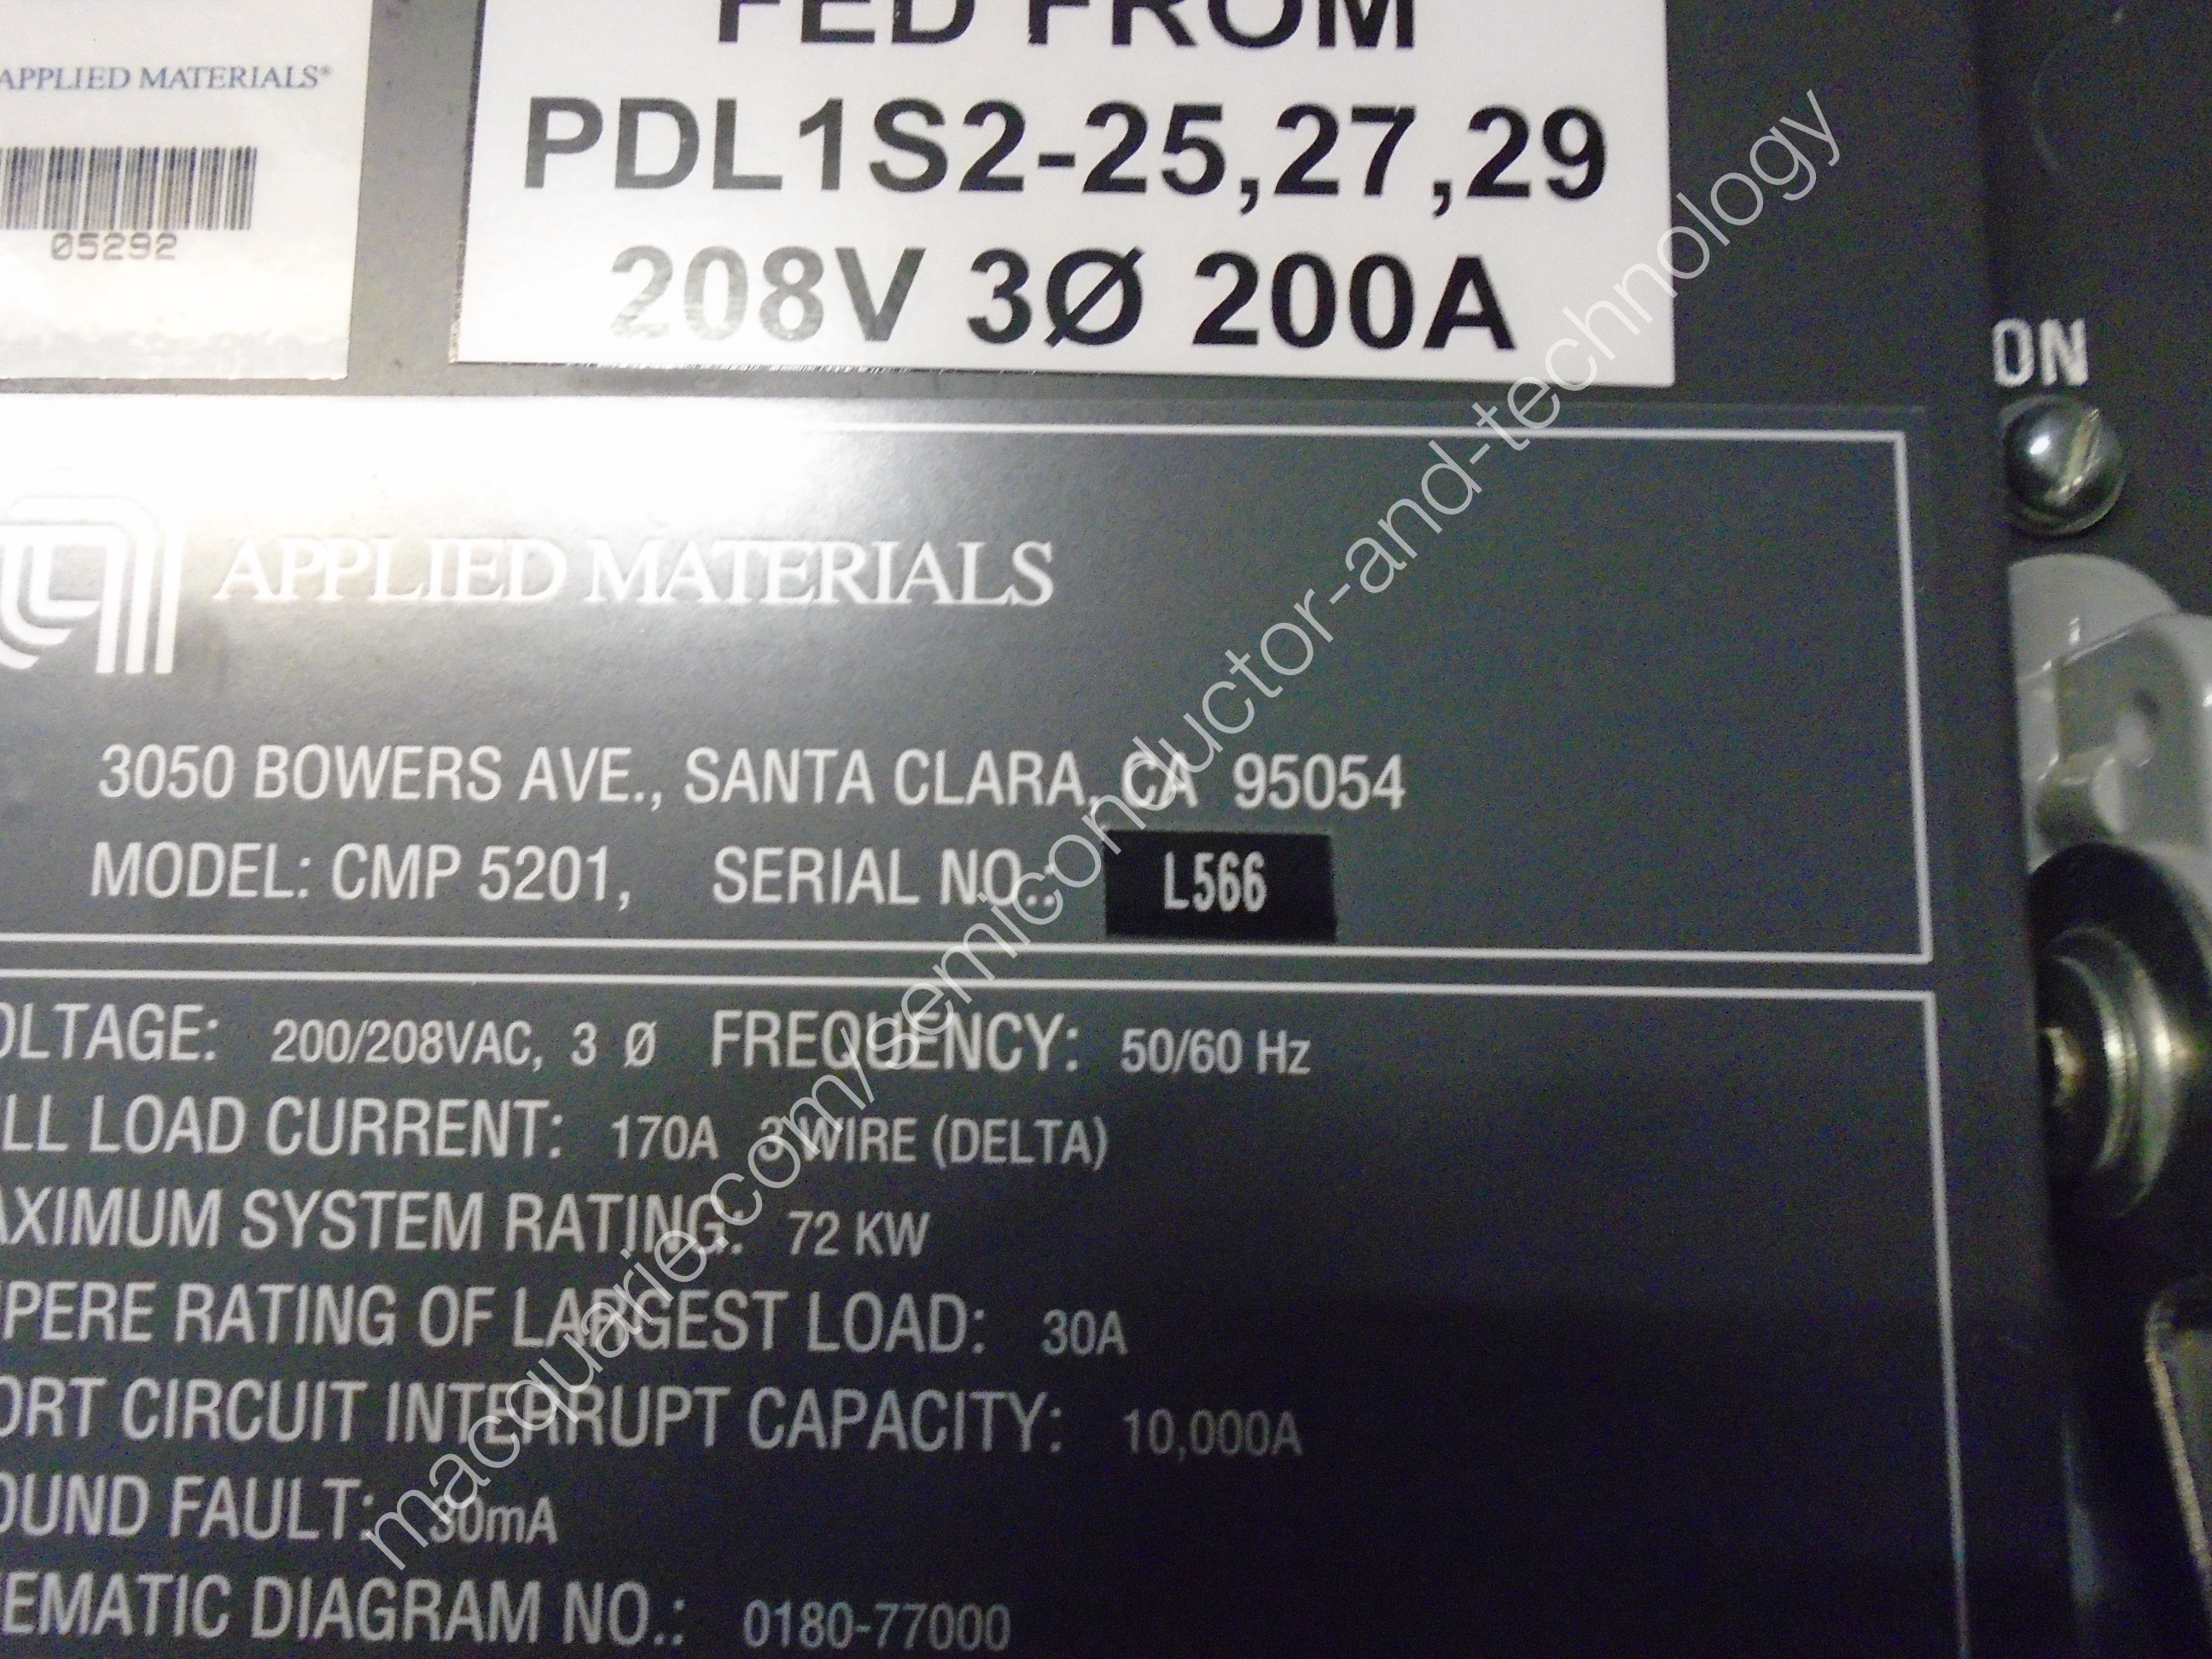 FED FROM
PDL1S2-25,27,29
208V 3Ø 200A
APPLIED MATERIALS®
05292
ON
APPLIED MATERIALS
3050 BOWERS AVE., SANTA CLARA, CA 95054
MODEL: CMP 5201, SERIAL NO.: L566
OLTAGE: 200/208VAC, 3 Ø FREQUENCY: 50/60 Hz
LL LOAD CURRENT: 170A 3 WIRE (DELTA)
AXIMUM SYSTEM RATING: 72 KW
PERE RATING OF LARGEST LOAD: 30A
ORT CIRCUIT INTERRUPT CAPACITY: 10,000A
OUND FAULT: 30mA
EMATIC DIAGRAM NO.: 0180-77000
macquarie.com/semiconductor-and-technology